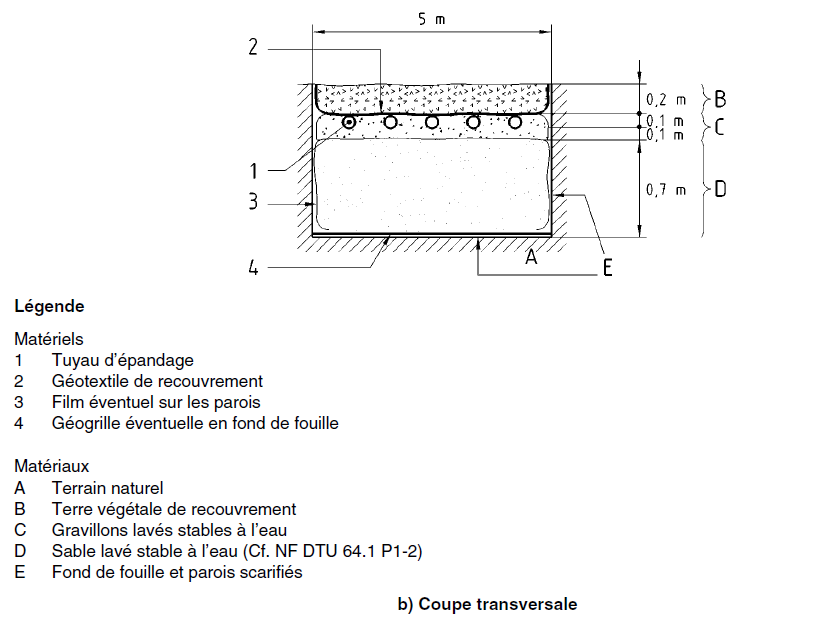 5 m
2
0,2 m
B
0,1 m
C
0,1 m
1
3
0,7 m
D
4
A
E
Légende
Matériels
1 Tuyau d'épandage
2 Géotextile de recouvrement
3 Film éventuel sur les parois
4 Géogrille éventuelle en fond de fouille
Matériaux
A Terrain naturel
B Terre végétale de recouvrement
C Gravillons lavés stables à l'eau
D Sable lavé stable à l'eau (Cf. NF DTU 64.1 P1-2)
E Fond de fouille et parois scarifiés
b) Coupe transversale